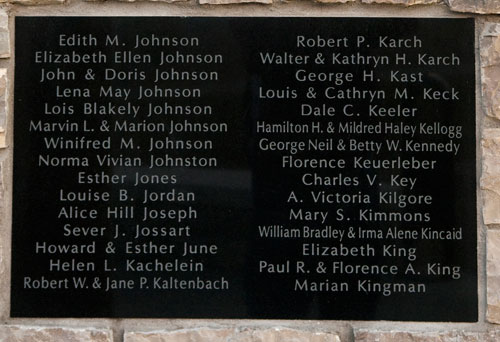 Edith M. Johnson
Elizabeth Ellen Johnson
John & Doris Johnson
Lena May Johnson
Lois Blakely Johnson
Marvin L. & Marion Johnson
Winifred M. Johnson
Norma Vivian Johnston
Esther Jones
Louise B. Jordan
Alice Hill Joseph
Sever J. Jossart
Howard & Esther June
Helen L. Kachelein
Robert W. & Jane P. Kaltenbach
Robert P. Karch
Walter & Kathryn H. Karch
George H. Kast
Louis & Cathryn M. Keck
Dale C. Keeler
Hamilton H. & Mildred Haley Kellogg
George Neil & Betty W. Kennedy
Florence Keuerleber
Charles V. Key
A. Victoria Kilgore
Mary S. Kimmons
William Bradley & Irma Alene Kincaid
Elizabeth King
Paul R. & Florence A. King
Marian Kingman